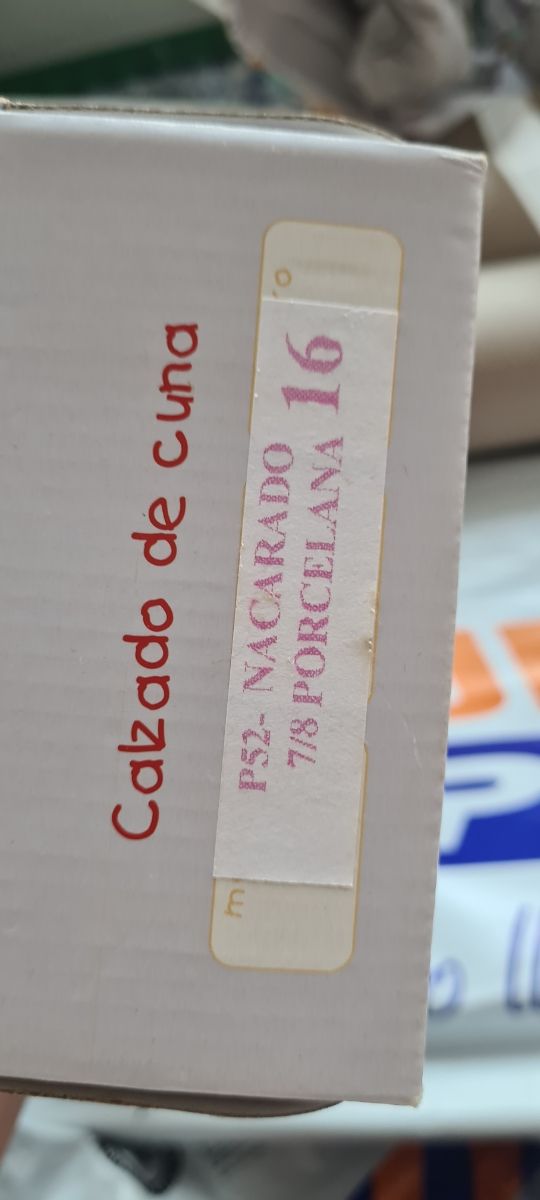 Calzado de cuna
P52- NACARADO
7/8 PORCELANA 16